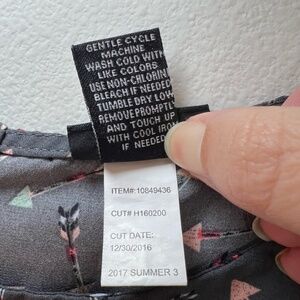 GENTLE CYCLE
MACHINE
WASH COLD WITH
LIKE COLORS
USE NON-CHLORINE
BLEACH IF NEEDED
TUMBLE DRY LOW
REMOVE PROMPTLY
AND TOUCH UP
WITH COOL IRON
IF NEEDED
ITEM#:10849436
CUT# H160200
CUT DATE:
12/30/2016
2017 SUMMER 3